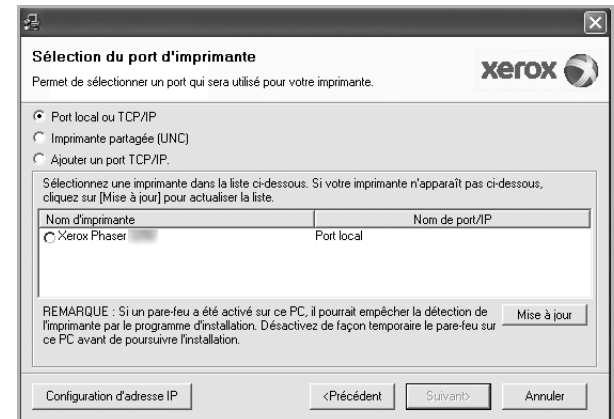 Sélection du port d'imprimante
Permet de sélectionner un port qui sera utilisé pour votre imprimante.
xerox
Port local ou TCP/IP
Imprimante partagée (UNC)
Ajouter un port TCP/IP.
Sélectionnez une imprimante dans la liste ci-dessous. Si votre imprimante n'apparaît pas ci-dessous,
cliquez sur [Mise à jour] pour actualiser la liste.
Nom d'imprimante Nom de port/IP
Xerox Phaser Port local
REMARQUE : Si un pare-feu a été activé sur ce PC, il pourrait empêcher la détection de
l'imprimante par le programme d'installation. Désactivez de façon temporaire le pare-feu sur
ce PC avant de poursuivre l'installation.
Mise à jour
Configuration d'adresse IP <Précédent Suivant> Annuler